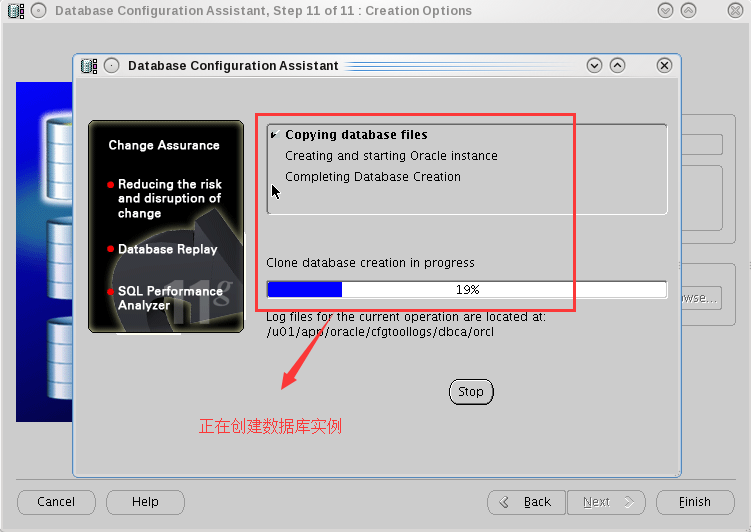 Database Configuration Assistant, Step 11 of 11 : Creation Options
Database Configuration Assistant
Change Assurance
Reducing the risk
and disruption of
change
Database Replay
SQL Performance
Analyzer
11g
Copying database files
Creating and starting Oracle instance
Completing Database Creation
Clone database creation in progress
19%
Log files for the current operation are located at:
/u01/app/oracle/cfgtoollogs/dbca/orcl
Stop
正在创建数据库实例
owse...
Cancel
Help
Back
Next
Finish